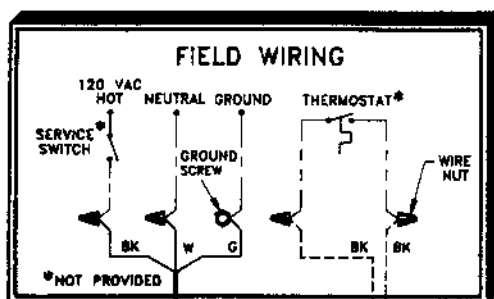 FIELD WIRING
120 VAC
HOT NEUTRAL GROUND
THERMOSTAT*
SERVICE*
SWITCH
GROUND
SCREW
WIRE
NUT
BK W G BK BK
*NOT PROVIDED